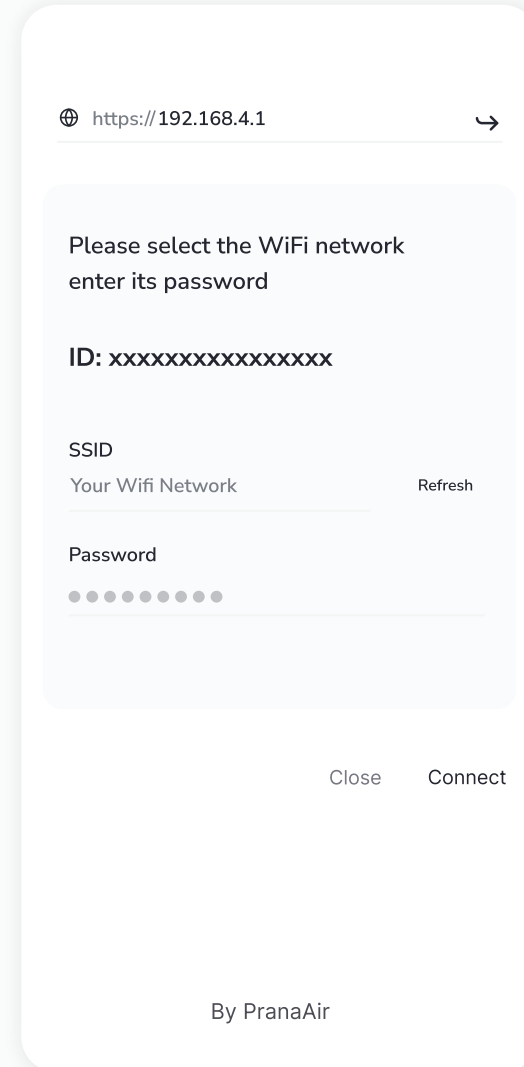 https://192.168.4.1
Please select the WiFi network
enter its password
ID: xxxxxxxxxxxxxxxx
SSID
Your Wifi Network
Refresh
Password
Close
Connect
By PranaAir